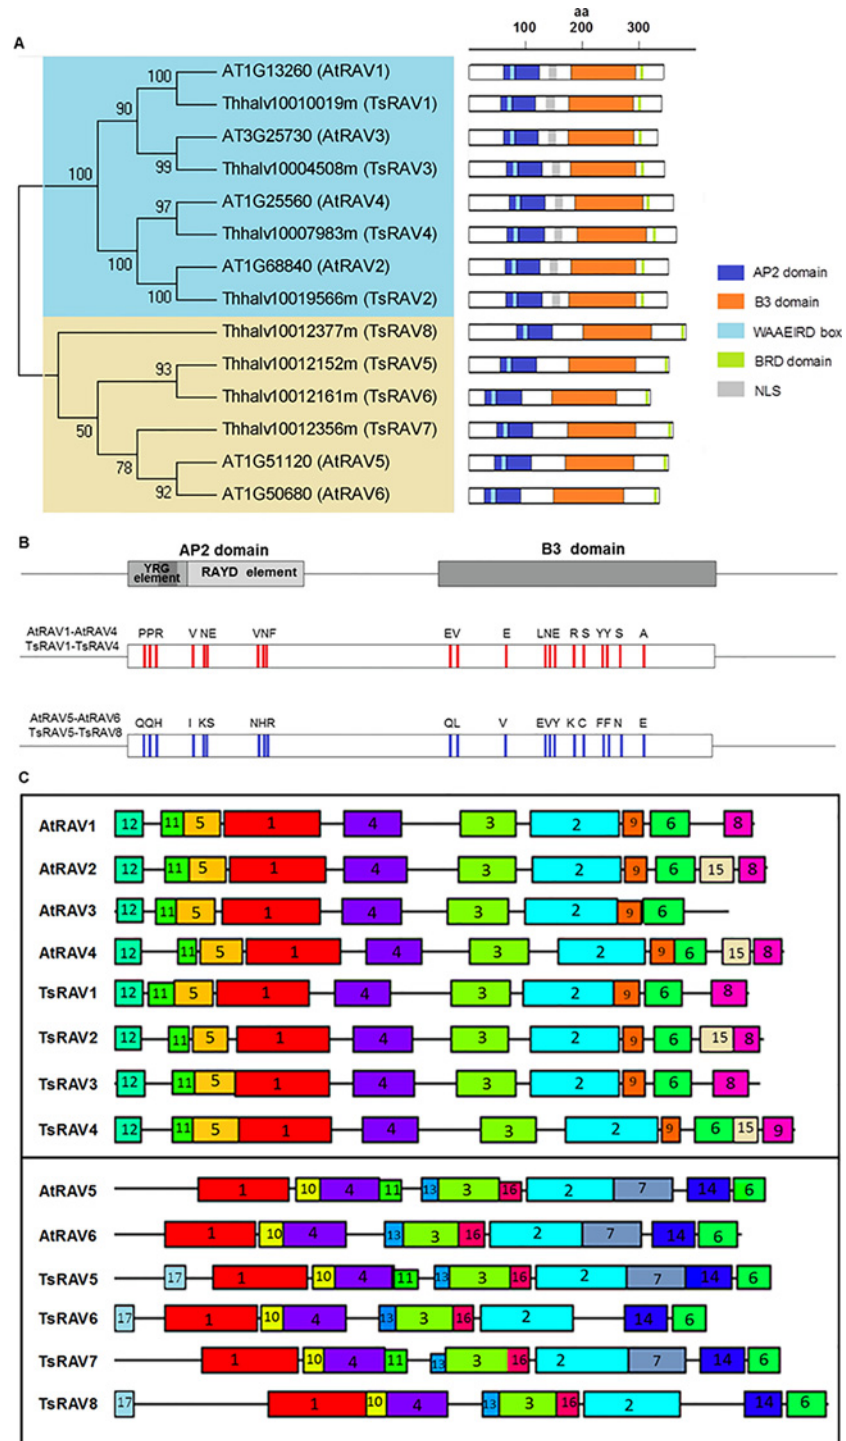 aa
100 200 300
A
100 AT1G13260 (AtRAV1)
90 Thhalv10010019m (TsRAV1)
AT3G25730 (AtRAV3)
99 Thhalv10004508m (TsRAV3)
100
97 AT1G25560 (AtRAV4)
Thhalv10007983m (TsRAV4)
100 AT1G68840 (AtRAV2)
100 Thhalv10019566m (TsRAV2)
Thhalv10012377m (TsRAV8)
93 Thhalv10012152m (TsRAV5)
Thhalv10012161m (TsRAV6)
50 Thhalv10012356m (TsRAV7)
78 AT1G51120 (AtRAV5)
92 AT1G50680 (AtRAV6)
AP2 domain
B3 domain
WAAEIRD box
BRD domain
NLS
B
AP2 domain B3 domain
YRG element RAYD element
AtRAV1-AtRAV4
TsRAV1-TsRAV4
PPR V NE VNF EV E LNE R S YY S A
AtRAV5-AtRAV6
TsRAV5-TsRAV8
QQH I KS NHR QL V EVY K C FF N E
C
AtRAV1 12 11 5 1 4 3 2 9 6 8
AtRAV2 12 11 5 1 4 3 2 9 6 15 8
AtRAV3 12 11 5 1 4 3 2 9 6
AtRAV4 12 11 5 1 4 3 2 9 6 15 8
TsRAV1 12 11 5 1 4 3 2 9 6 8
TsRAV2 12 11 5 1 4 3 2 9 6 15 8
TsRAV3 12 11 5 1 4 3 2 9 6 8
TsRAV4 12 11 5 1 4 3 2 9 6 15 9
AtRAV5 1 10 4 11 13 3 16 2 7 14 6
AtRAV6 1 10 4 13 3 16 2 7 14 6
TsRAV5 17 1 10 4 11 13 3 16 2 7 14 6
TsRAV6 17 1 10 4 13 3 16 2 14 6
TsRAV7 1 10 4 11 13 3 16 2 7 14 6
TsRAV8 17 1 10 4 13 3 16 2 14 6